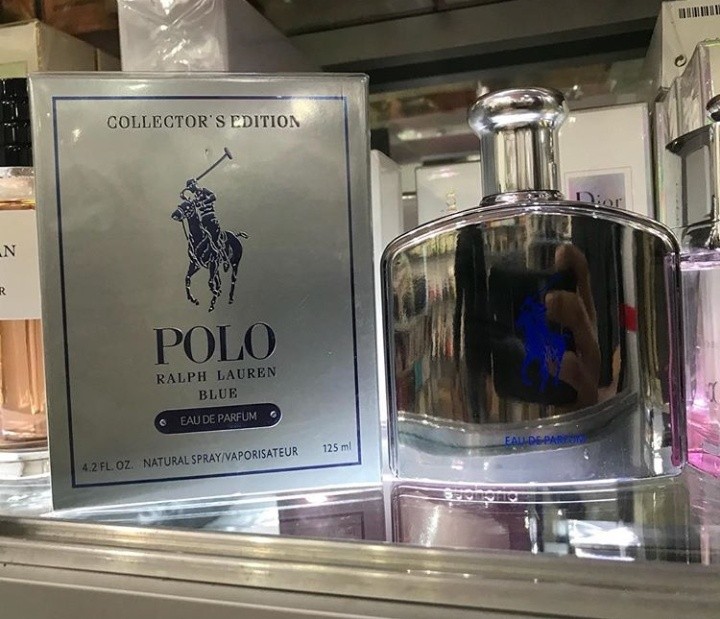 COLLECTOR'S EDITION
POLO
RALPH LAUREN
BLUE
EAU DE PARFUM
4.2 FL. OZ. NATURAL SPRAY/VAPORISATEUR 125 ml
EAU DE PARFUM
Dior
AN
R